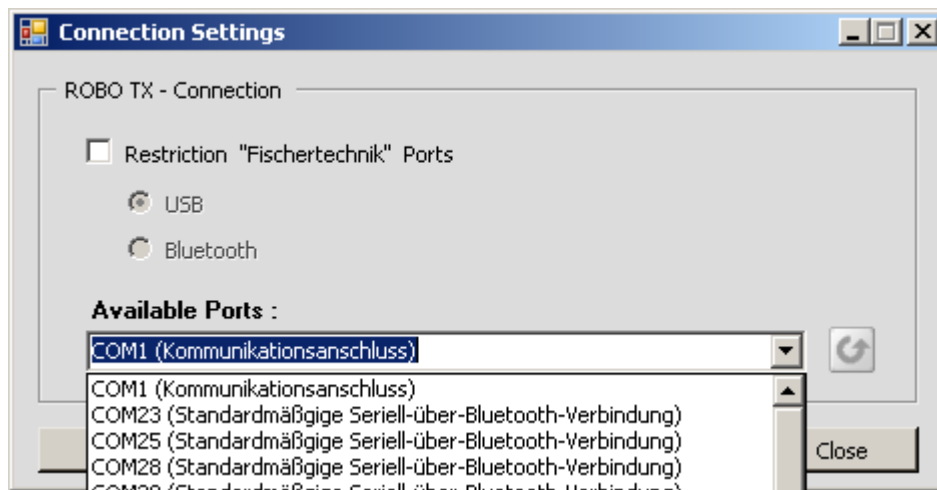 Connection Settings
ROBO TX - Connection
Restriction "Fischertechnik" Ports
USB
Bluetooth
Available Ports :
COM1 (Kommunikationsanschluss)
COM1 (Kommunikationsanschluss)
COM23 (Standardmäßgige Seriell-über-Bluetooth-Verbindung)
COM25 (Standardmäßgige Seriell-über-Bluetooth-Verbindung)
COM28 (Standardmäßgige Seriell-über-Bluetooth-Verbindung)
Close